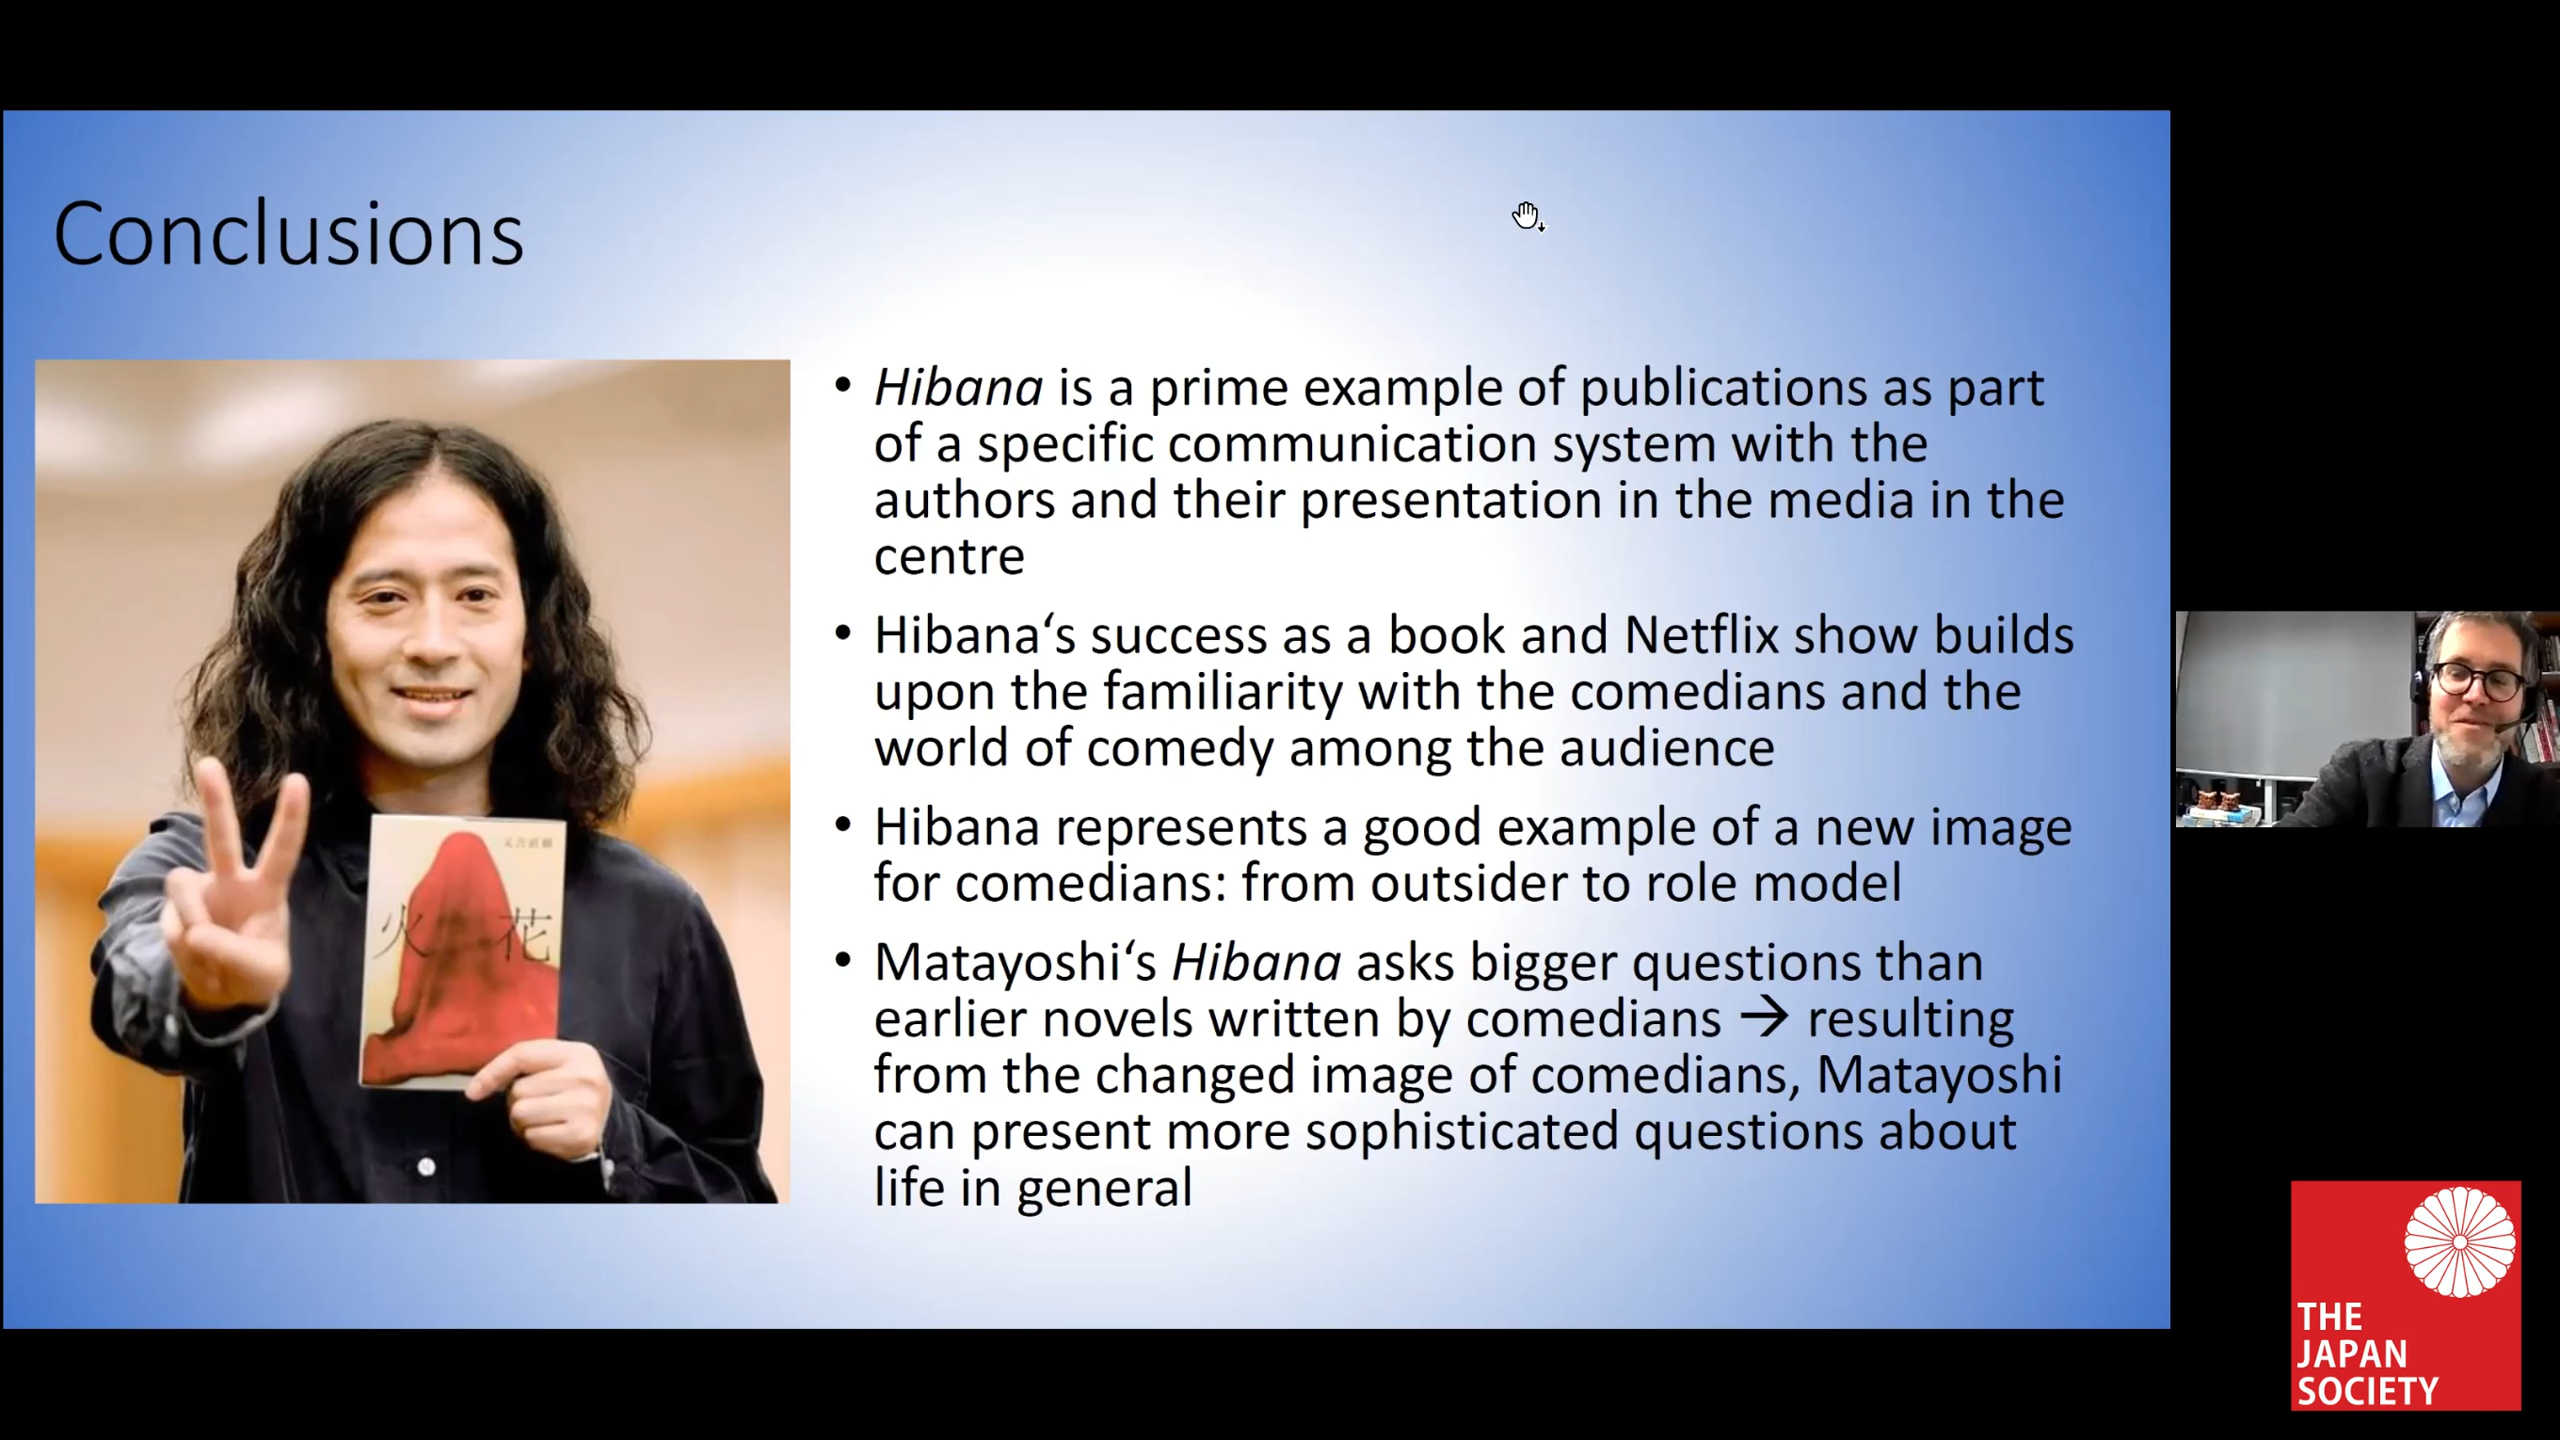 Conclusions
• Hibana is a prime example of publications as part
of a specific communication system with the
authors and their presentation in the media in the
centre
• Hibana‘s success as a book and Netflix show builds
upon the familiarity with the comedians and the
world of comedy among the audience
• Hibana represents a good example of a new image
for comedians: from outsider to role model
• Matayoshi‘s Hibana asks bigger questions than
earlier novels written by comedians → resulting
from the changed image of comedians, Matayoshi
can present more sophisticated questions about
life in general
又吉直樹
火花
THE
JAPAN
SOCIETY